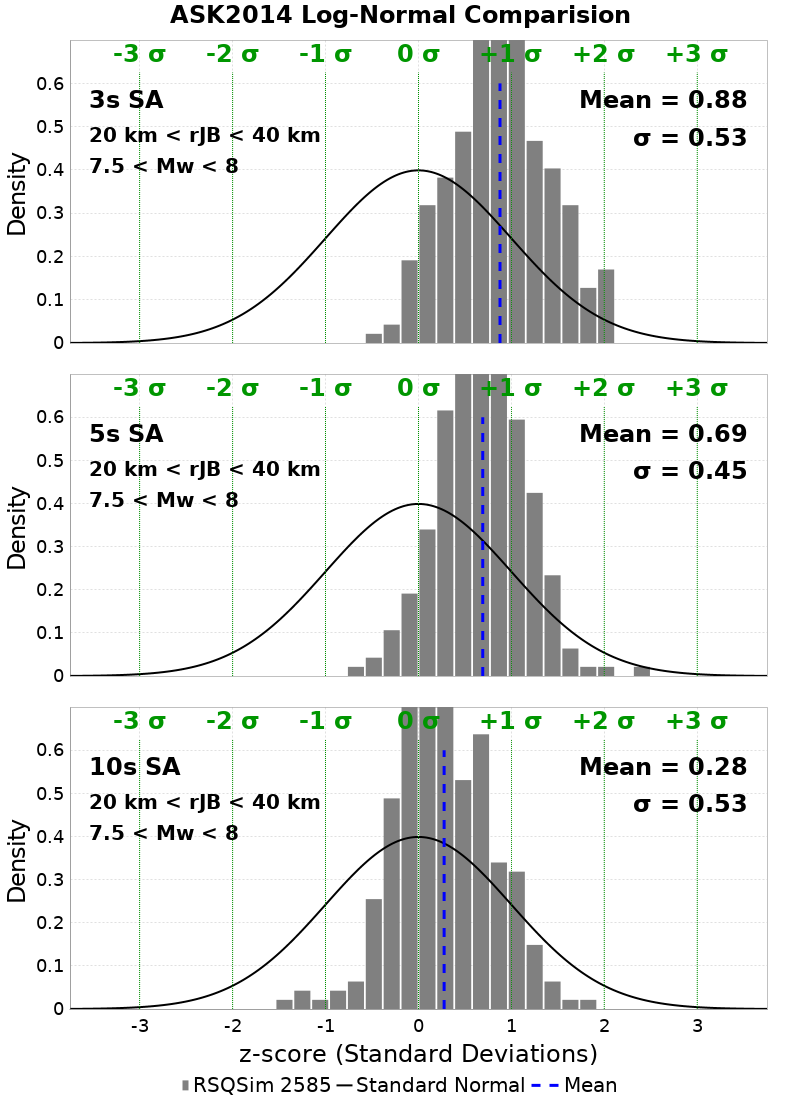 ASK2014 Log-Normal Comparision
-3 σ -2 σ -1 σ 0 σ +1 σ +2 σ +3 σ
3s SA
Mean = 0.88
20 km < rJB < 40 km
σ = 0.53
7.5 < Mw < 8
Density
0.6
0.5
0.4
0.3
0.2
0.1
0
-3 σ -2 σ -1 σ 0 σ +1 σ +2 σ +3 σ
5s SA
Mean = 0.69
20 km < rJB < 40 km
σ = 0.45
7.5 < Mw < 8
Density
0.6
0.5
0.4
0.3
0.2
0.1
0
-3 σ -2 σ -1 σ 0 σ +1 σ +2 σ +3 σ
10s SA
Mean = 0.28
20 km < rJB < 40 km
σ = 0.53
7.5 < Mw < 8
Density
0.6
0.5
0.4
0.3
0.2
0.1
0
-3 -2 -1 0 1 2 3
z-score (Standard Deviations)
RSQSim 2585 Standard Normal Mean